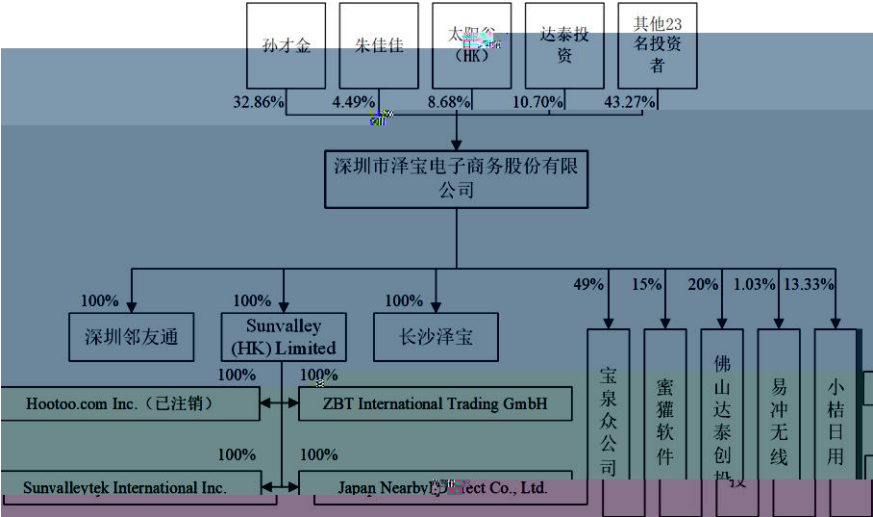 孙才金
朱佳佳
太阳谷
(HK)
达泰投
资
其他23
名投资
者
32.86%
4.49%
8.68%
10.70%
43.27%
深圳市泽宝电子商务股份有限
公司
100%
100%
100%
49%
15%
20%
1.03%
13.33%
深圳邻友通
Sunvalley
(HK) Limited
长沙泽宝
宝泉众公司
蜜獾软件
佛山达泰创投
易冲无线
小桔日用
100%
100%
Hootoo.com Inc.（已注销）
ZBT International Trading GmbH
100%
100%
Sunvalleytek International Inc.
Japan Nearby
ect Co., Ltd.